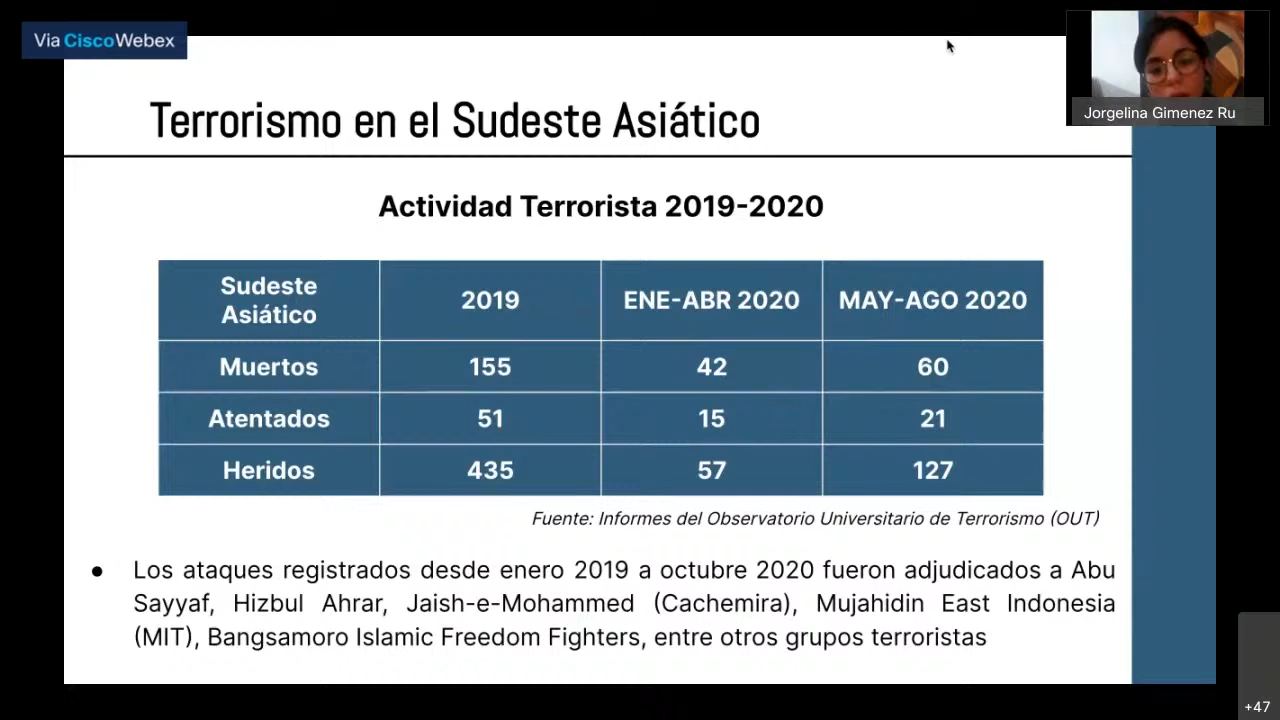 Via Cisco Webex
Jorgelina Gimenez Ru
Terrorismo en el Sudeste Asiático
Actividad Terrorista 2019-2020
Sudeste Asiático 2019 ENE-ABR 2020 MAY-AGO 2020
Muertos 155 42 60
Atentados 51 15 21
Heridos 435 57 127
Fuente: Informes del Observatorio Universitario de Terrorismo (OUT)
● Los ataques registrados desde enero 2019 a octubre 2020 fueron adjudicados a Abu
Sayyaf, Hizbul Ahrar, Jaish-e-Mohammed (Cachemira), Mujahidin East Indonesia
(MIT), Bangsamoro Islamic Freedom Fighters, entre otros grupos terroristas
+47